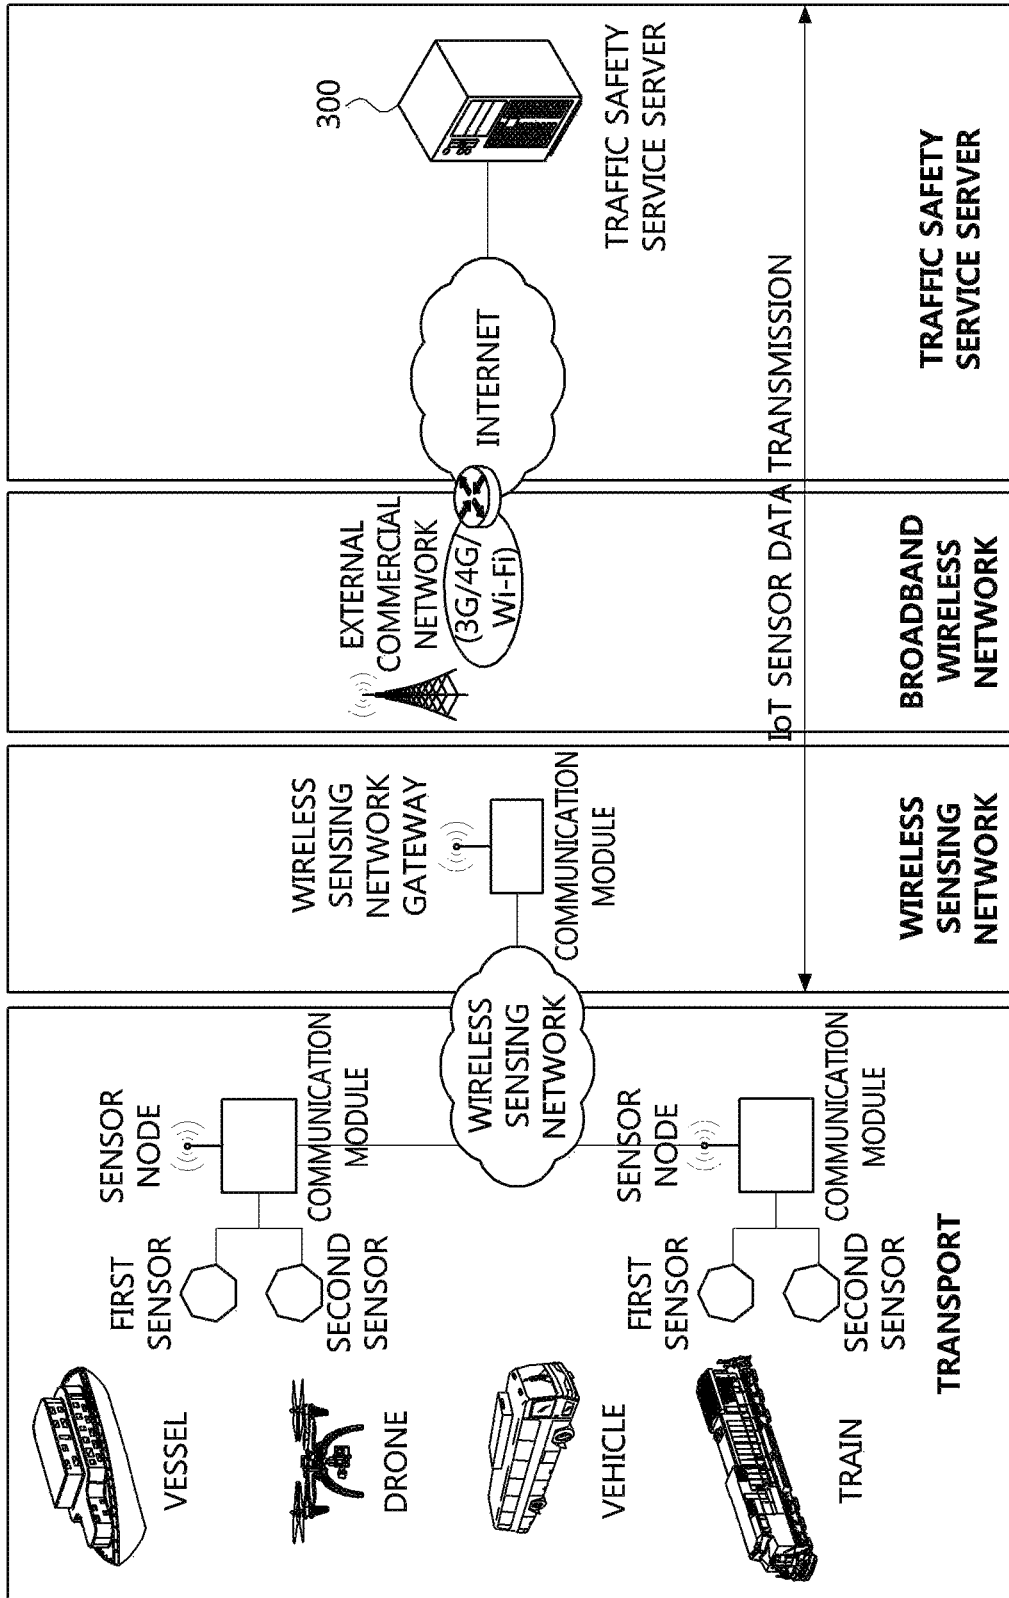 VESSEL
DRONE
VEHICLE
TRAIN
FIRST
SENSOR
SECOND
SENSOR
SENSOR
NODE
COMMUNICATION
MODULE
FIRST
SENSOR
SECOND
SENSOR
SENSOR
NODE
COMMUNICATION
MODULE
TRANSPORT
WIRELESS
SENSING
NETWORK
WIRELESS
SENSING
NETWORK
GATEWAY
COMMUNICATION
MODULE
WIRELESS
SENSING
NETWORK
EXTERNAL
COMMERCIAL
NETWORK
(3G/4G/
Wi-Fi)
BROADBAND
WIRELESS
NETWORK
IoT SENSOR DATA TRANSMISSION
INTERNET
300
TRAFFIC SAFETY
SERVICE SERVER
TRAFFIC SAFETY
SERVICE SERVER